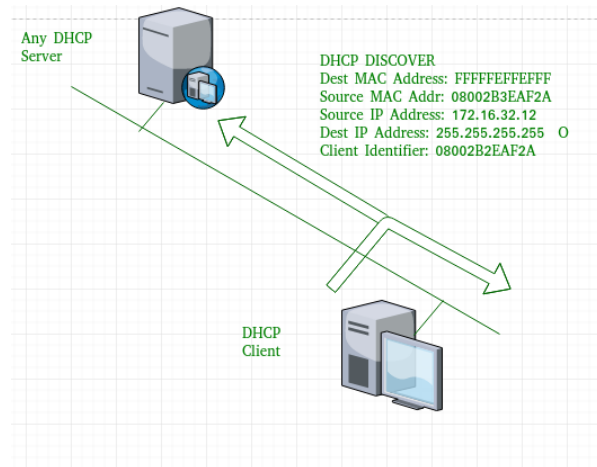 Any DHCP
Server
DHCP DISCOVER
Dest MAC Address: FFFFFEFFEFFF
Source MAC Addr: 08002B3EAF2A
Source IP Address: 172.16.32.12
Dest IP Address: 255.255.255.255 O
Client Identifier: 08002B2EAF2A
DHCP
Client